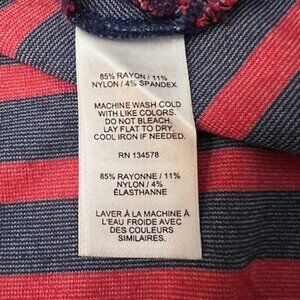 85% RAYON / 11%
NYLON / 4% SPANDEX
MACHINE WASH COLD
WITH LIKE COLORS.
DO NOT BLEACH.
LAY FLAT TO DRY.
COOL IRON IF NEEDED.
RN 134578
85% RAYONNE / 11%
NYLON / 4%
ÉLASTHANNE
LAVER À LA MACHINE À
L'EAU FROIDE AVEC
DES COULEURS
SIMILAIRES.